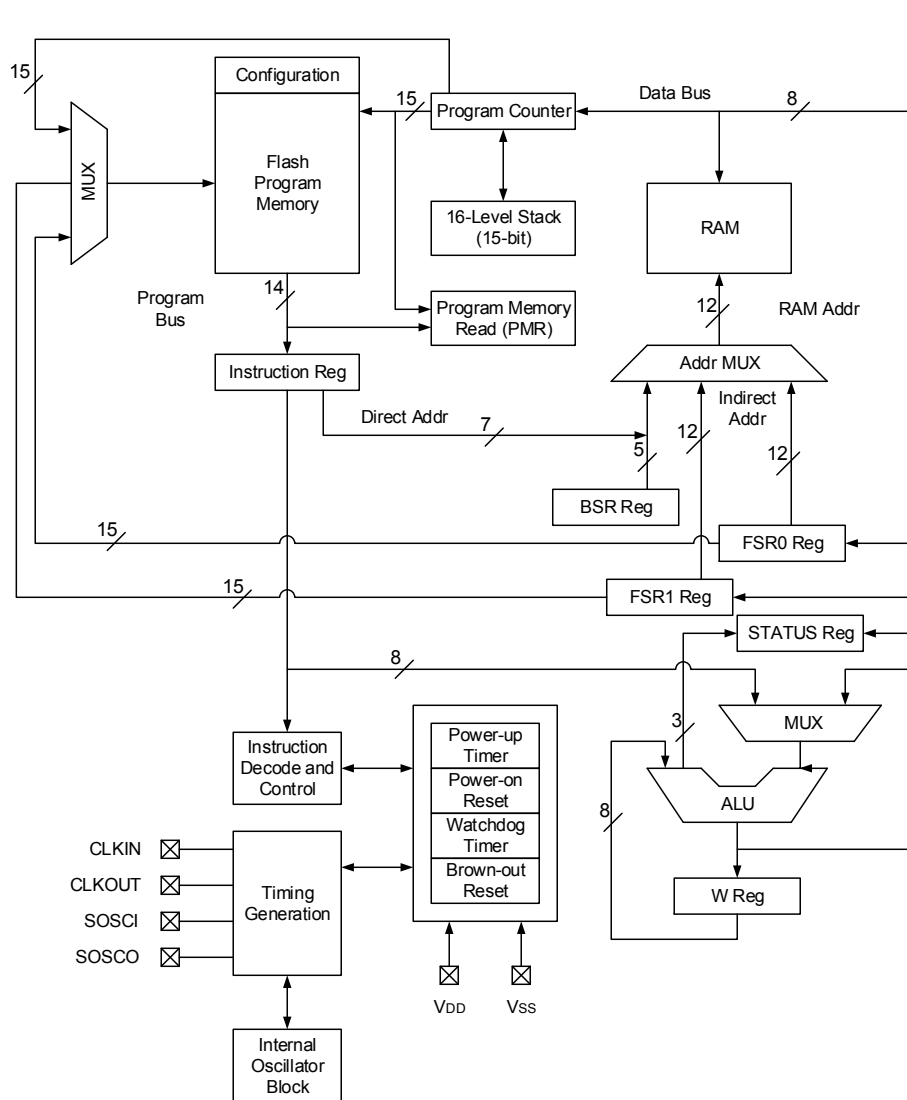 15
Configuration
15
Program Counter
Data Bus
8
MUX
Flash
Program
Memory
16-Level Stack
(15-bit)
RAM
14
Program
Bus
Program Memory
Read (PMR)
12
RAM Addr
Instruction Reg
Addr MUX
Direct Addr
7
Indirect
Addr
5
12
12
BSR Reg
15
FSR0 Reg
15
FSR1 Reg
STATUS Reg
8
3
MUX
Instruction
Decode and
Control
Power-up
Timer
Power-on
Reset
Watchdog
Timer
Brown-out
Reset
8
ALU
W Reg
CLKIN
CLKOUT
SOSCI
SOSCO
Timing
Generation
VDD
VSS
Internal
Oscillator
Block